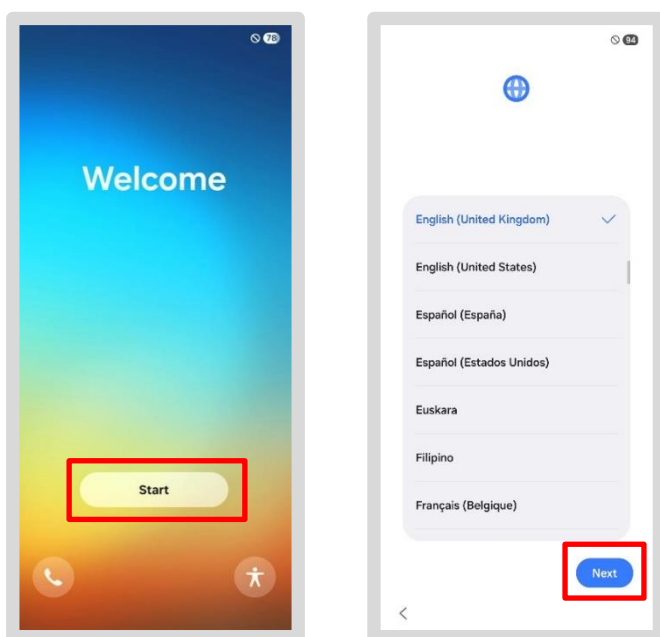 78
Welcome
Start
94
English (United Kingdom)
English (United States)
Español (España)
Español (Estados Unidos)
Euskara
Filipino
Français (Belgique)
Next